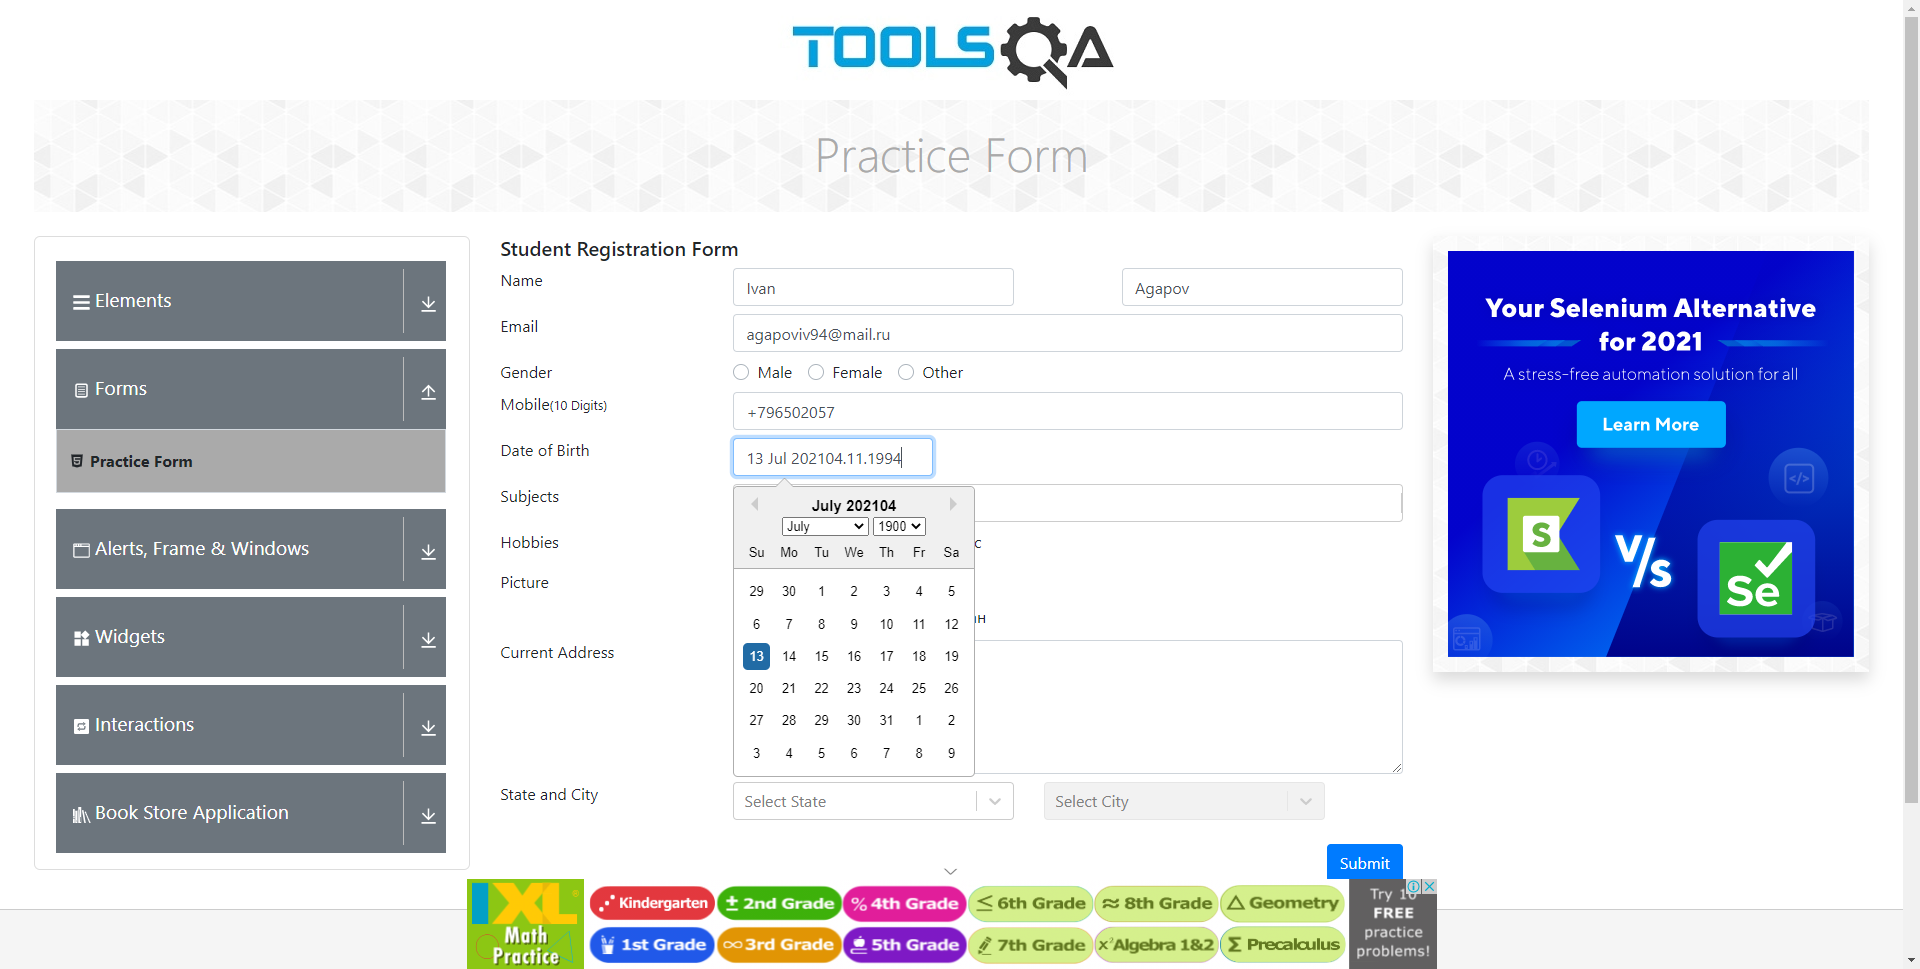 TOOLSQA
Practice Form
Elements
Forms
Practice Form
Alerts, Frame & Windows
Widgets
Interactions
Book Store Application
Student Registration Form
Name
Ivan
Agapov
Email
agapoviv94@mail.ru
Gender
Male
Female
Other
Mobile(10 Digits)
+796502057
Date of Birth
13 Jul 202104.11.1994
Subjects
Hobbies
с
Picture
ан
Current Address
July 202104
July
1900
Su Mo Tu We Th Fr Sa
29 30 1 2 3 4 5
6 7 8 9 10 11 12
13 14 15 16 17 18 19
20 21 22 23 24 25 26
27 28 29 30 31 1 2
3 4 5 6 7 8 9
State and City
Select State
Select City
Submit
Your Selenium Alternative
for 2021
A stress-free automation solution for all
Learn More
</>
S
V/s
Se
IXL
Math
Practice
Kindergarten
± 2nd Grade
% 4th Grade
≤ 6th Grade
≈ 8th Grade
Geometry
1st Grade
∞ 3rd Grade
5th Grade
7th Grade
x² Algebra 1&2
Σ Precalculus
Try 10
FREE
practice
problems!